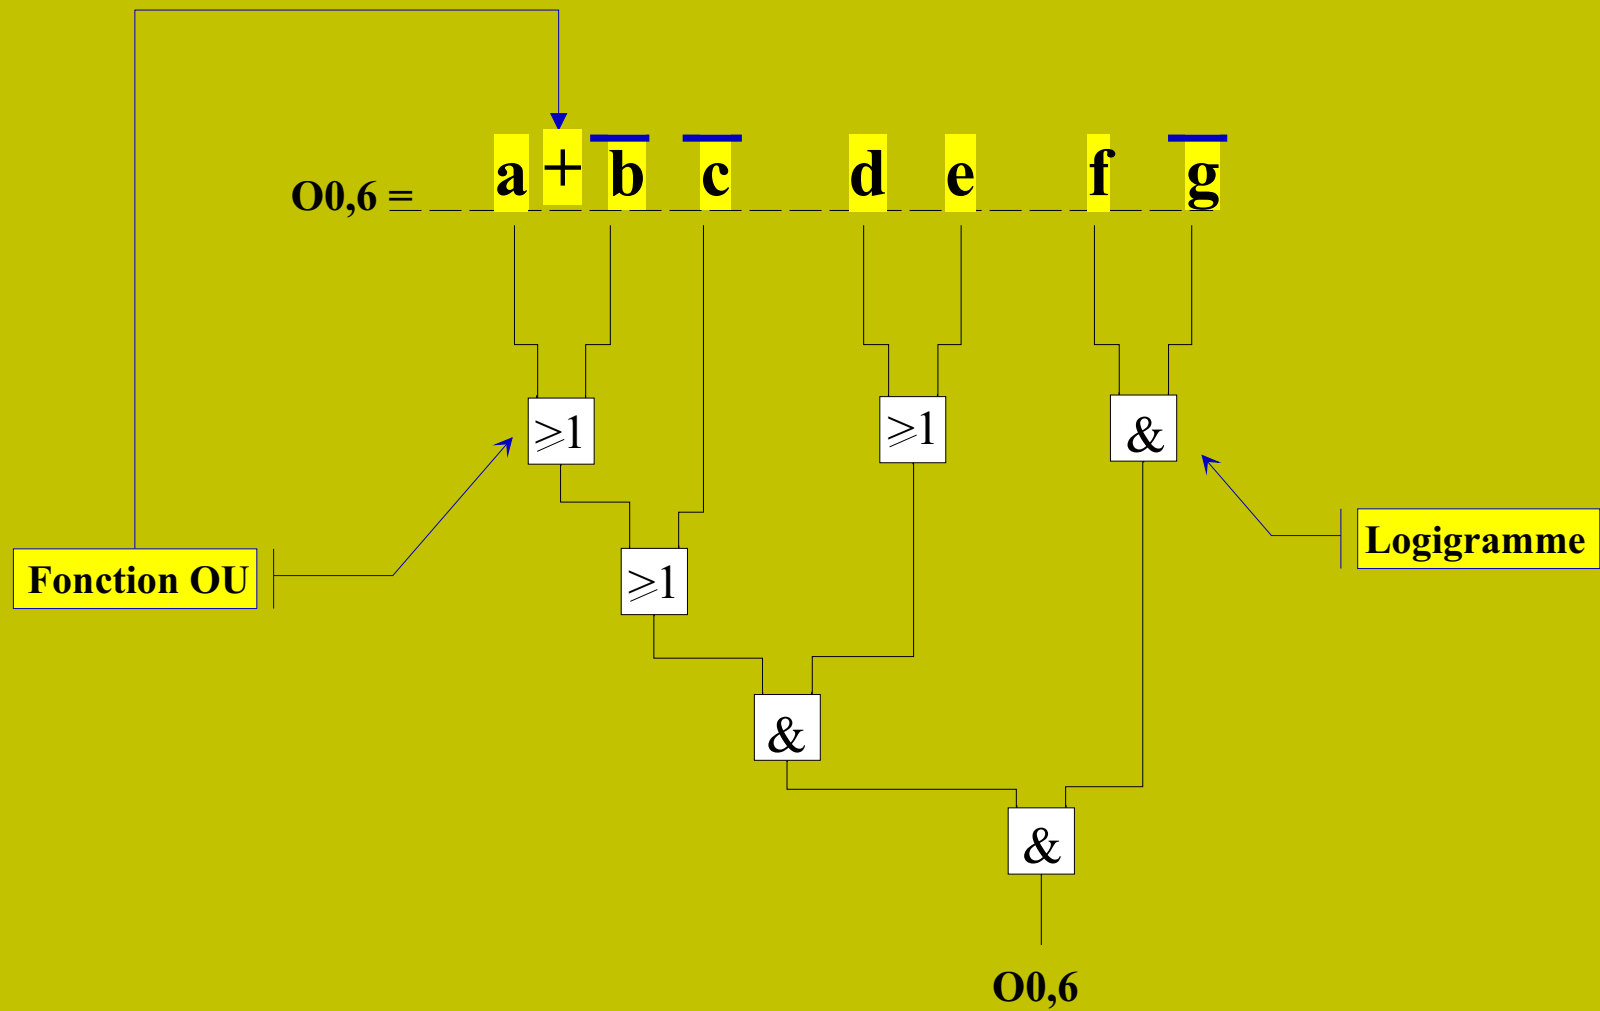 O0,6 = a + b̅ c̅ d e f g̅
≥1 ≥1 &
Fonction OU ≥1 Logigramme
&
&
O0,6